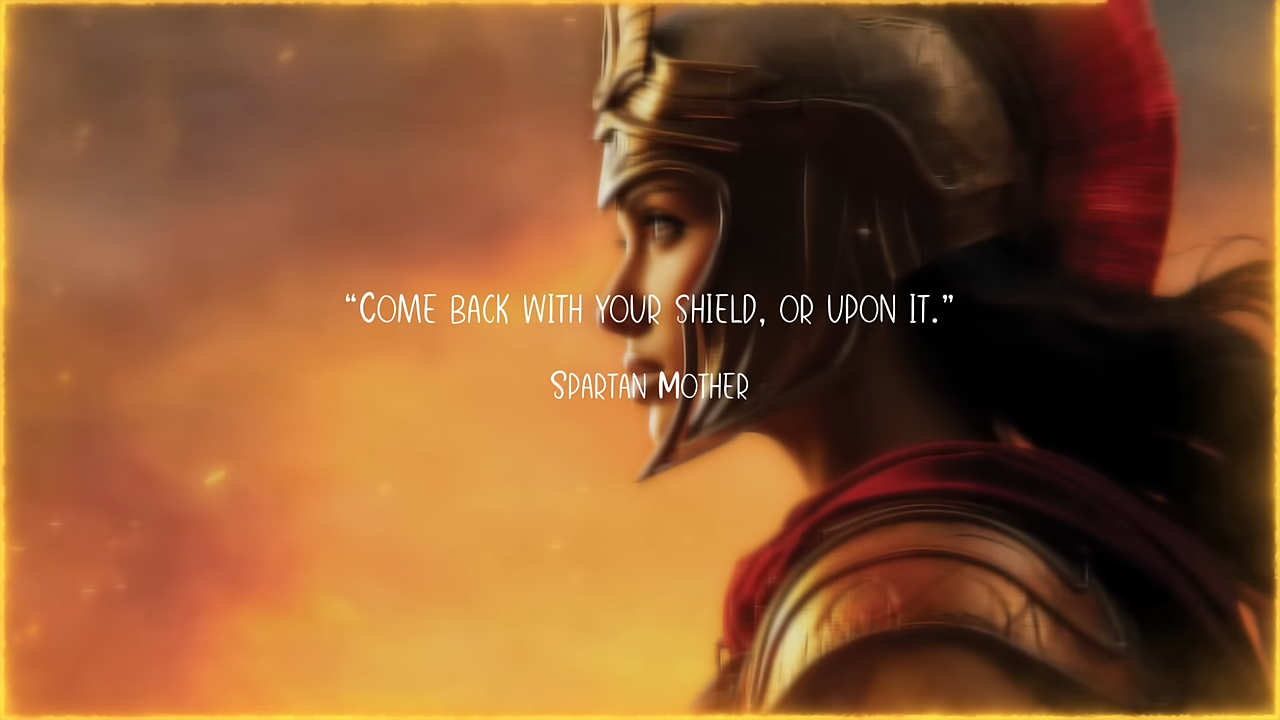 “Come back with your shield, or upon it.”
Spartan Mother